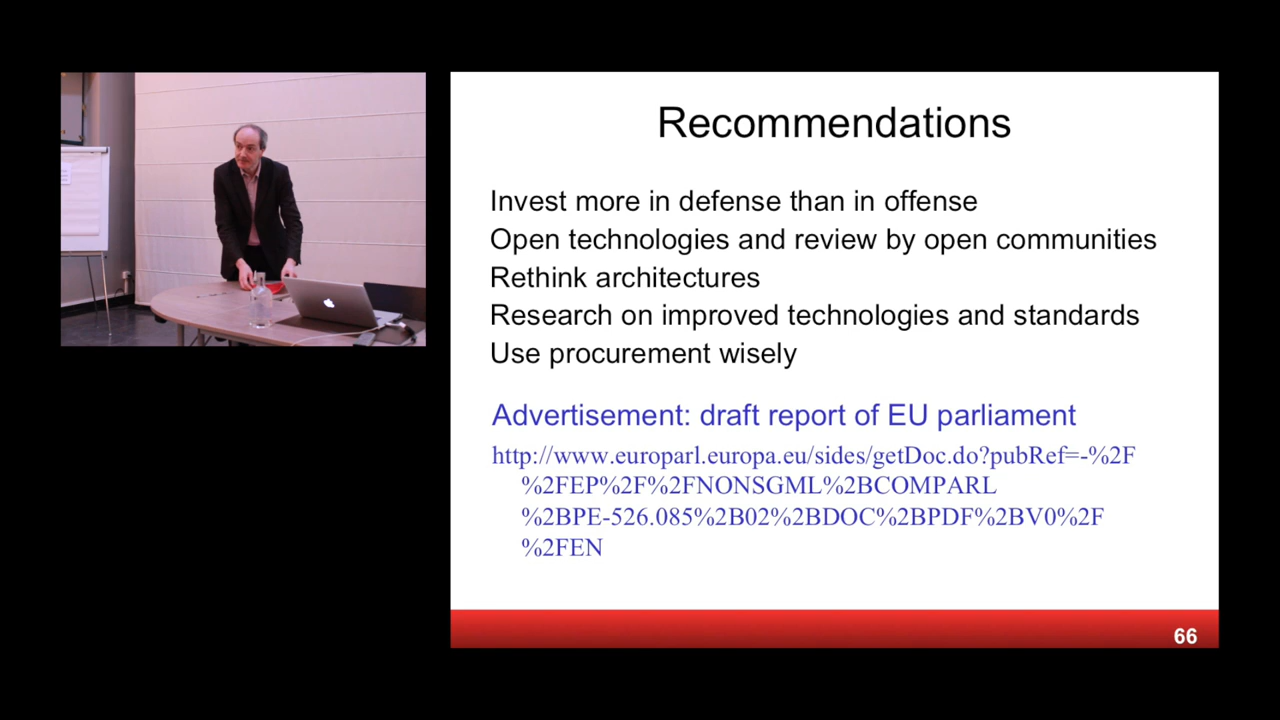 Recommendations
Invest more in defense than in offense
Open technologies and review by open communities
Rethink architectures
Research on improved technologies and standards
Use procurement wisely
Advertisement: draft report of EU parliament
http://www.europarl.europa.eu/sides/getDoc.do?pubRef=-%2F
%2FEP%2F%2FNONSGML%2BCOMPARL
%2BPE-526.085%2B02%2BDOC%2BPDF%2BV0%2F
%2FEN
66